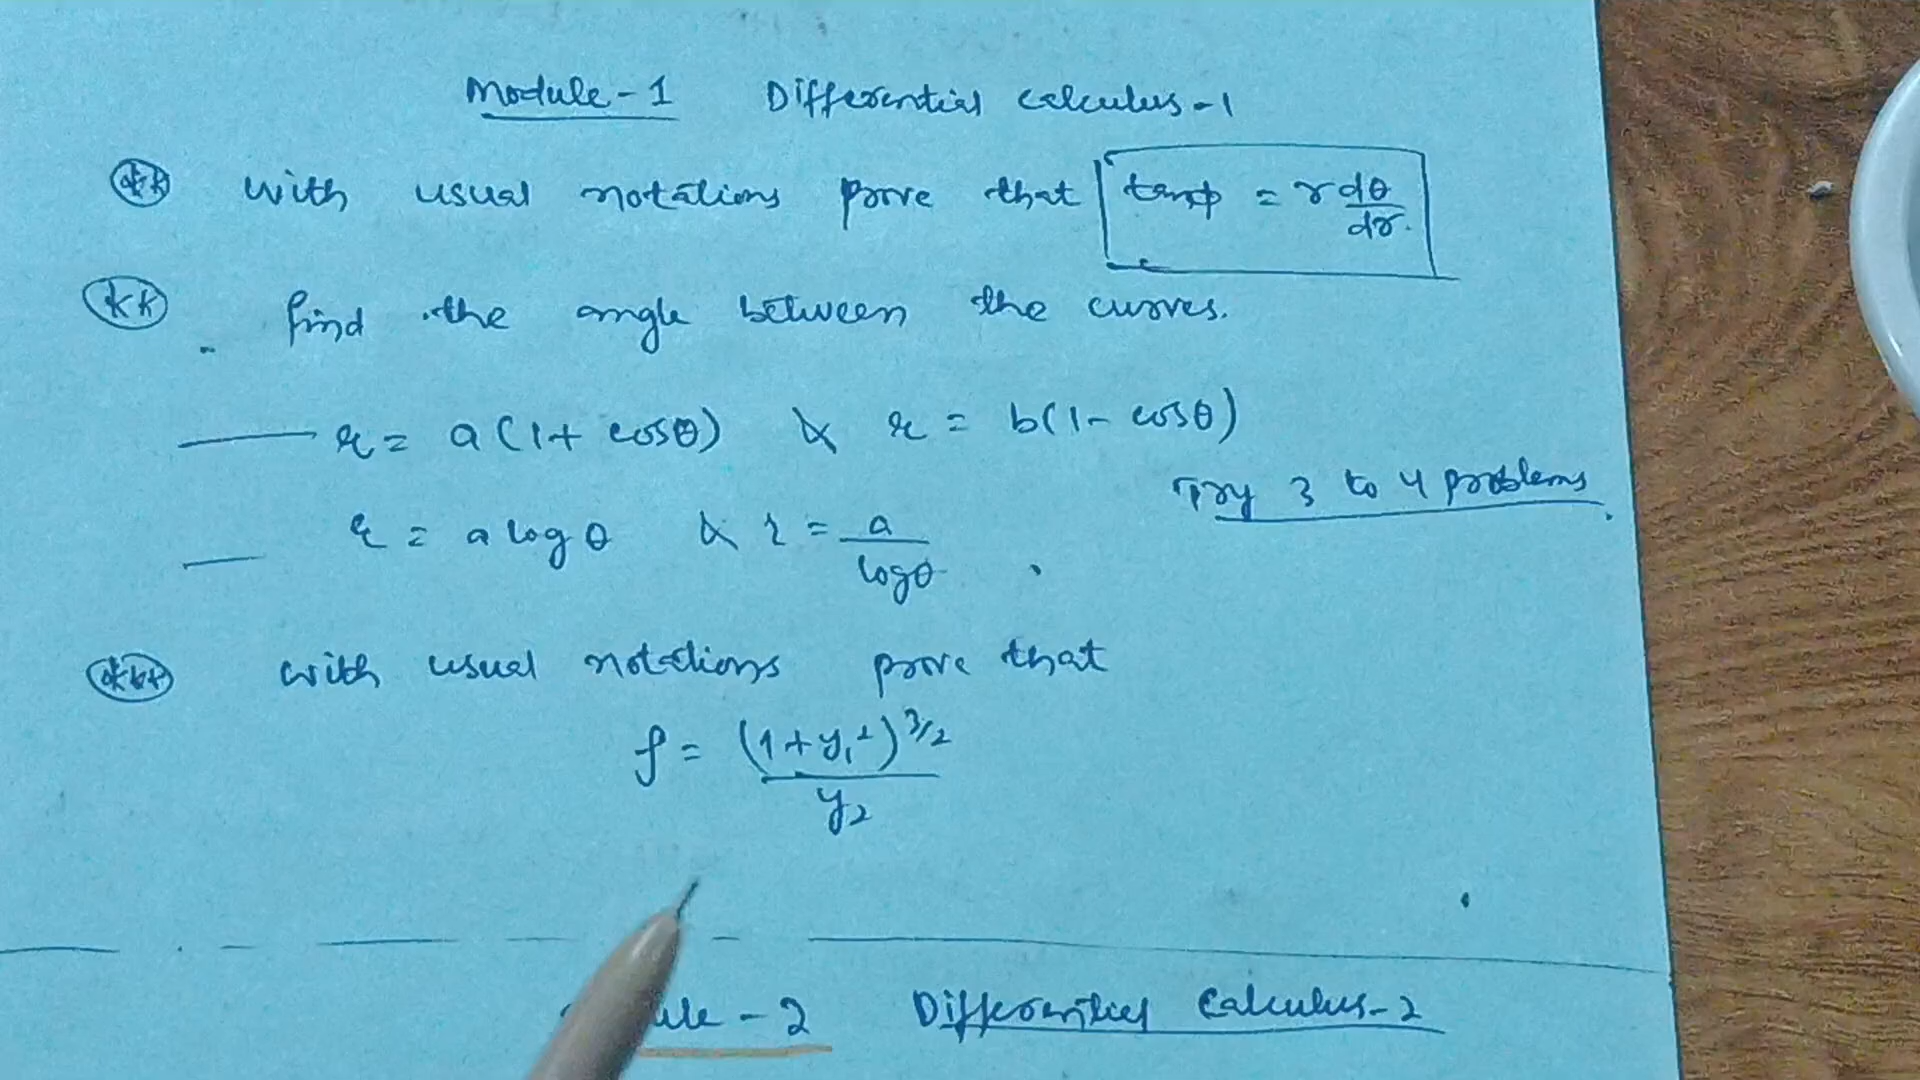 Module-1 Differential Calculus-1
** With usual notations prove that tanφ = r dθ/dr.
** find the angle between the curves.
r = a(1+ cosθ) & r = b(1- cosθ)
Try 3 to 4 problems.
r = a logθ & r = a/logθ.
*** with usual notations prove that
ρ = (1+y₁²)^3/2 / y₂
ule-2 Differential Calculus-2